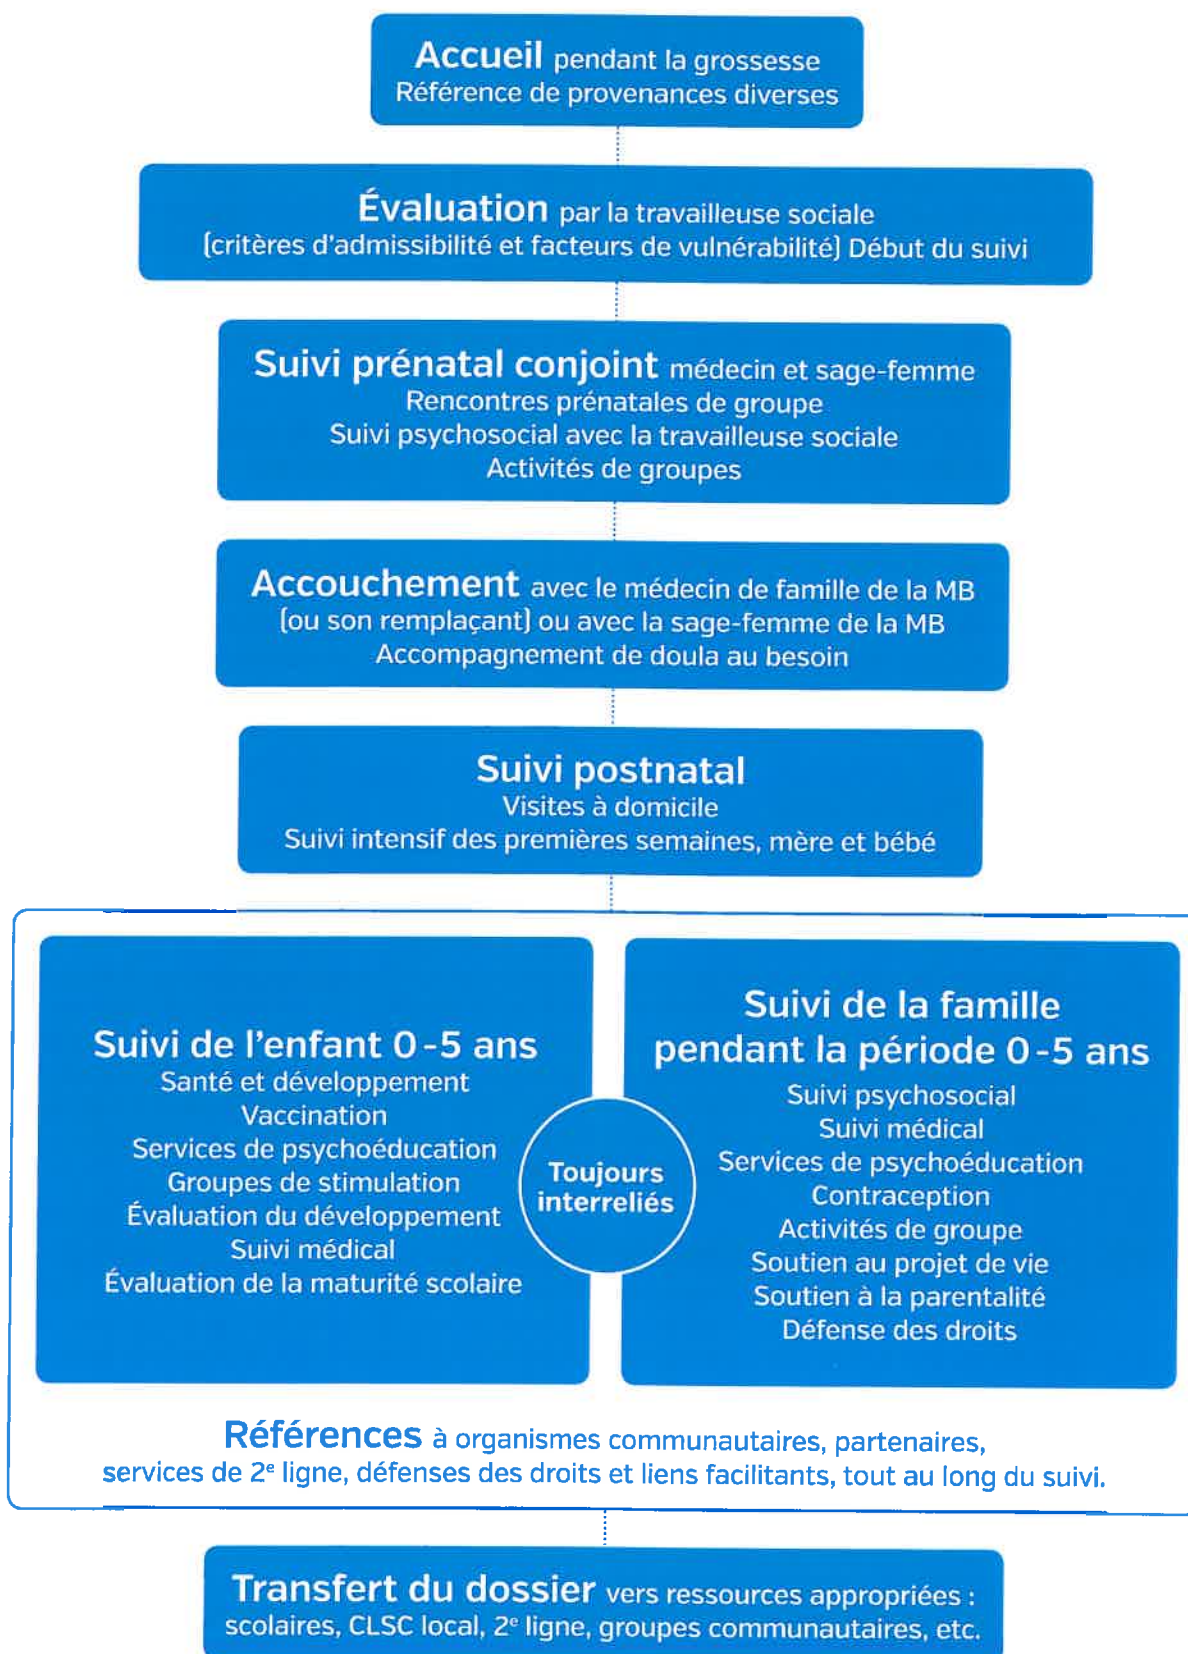 Accueil pendant la grossesse
Référence de provenances diverses
Évaluation par la travailleuse sociale
(critères d'admissibilité et facteurs de vulnérabilité) Début du suivi
Suivi prénatal conjoint médecin et sage-femme
Rencontres prénatales de groupe
Suivi psychosocial avec la travailleuse sociale
Activités de groupes
Accouchement avec le médecin de famille de la MB
(ou son remplaçant) ou avec la sage-femme de la MB
Accompagnement de doula au besoin
Suivi postnatal
Visites à domicile
Suivi intensif des premières semaines, mère et bébé
Suivi de l'enfant 0-5 ans
Santé et développement
Vaccination
Services de psychoéducation
Groupes de stimulation
Évaluation du développement
Suivi médical
Évaluation de la maturité scolaire
Toujours
interreliés
Suivi de la famille
pendant la période 0-5 ans
Suivi psychosocial
Suivi médical
Services de psychoéducation
Contraception
Activités de groupe
Soutien au projet de vie
Soutien à la parentalité
Défense des droits
Références à organismes communautaires, partenaires,
services de 2e ligne, défenses des droits et liens facilitants, tout au long du suivi.
Transfert du dossier vers ressources appropriées :
scolaires, CLSC local, 2e ligne, groupes communautaires, etc.